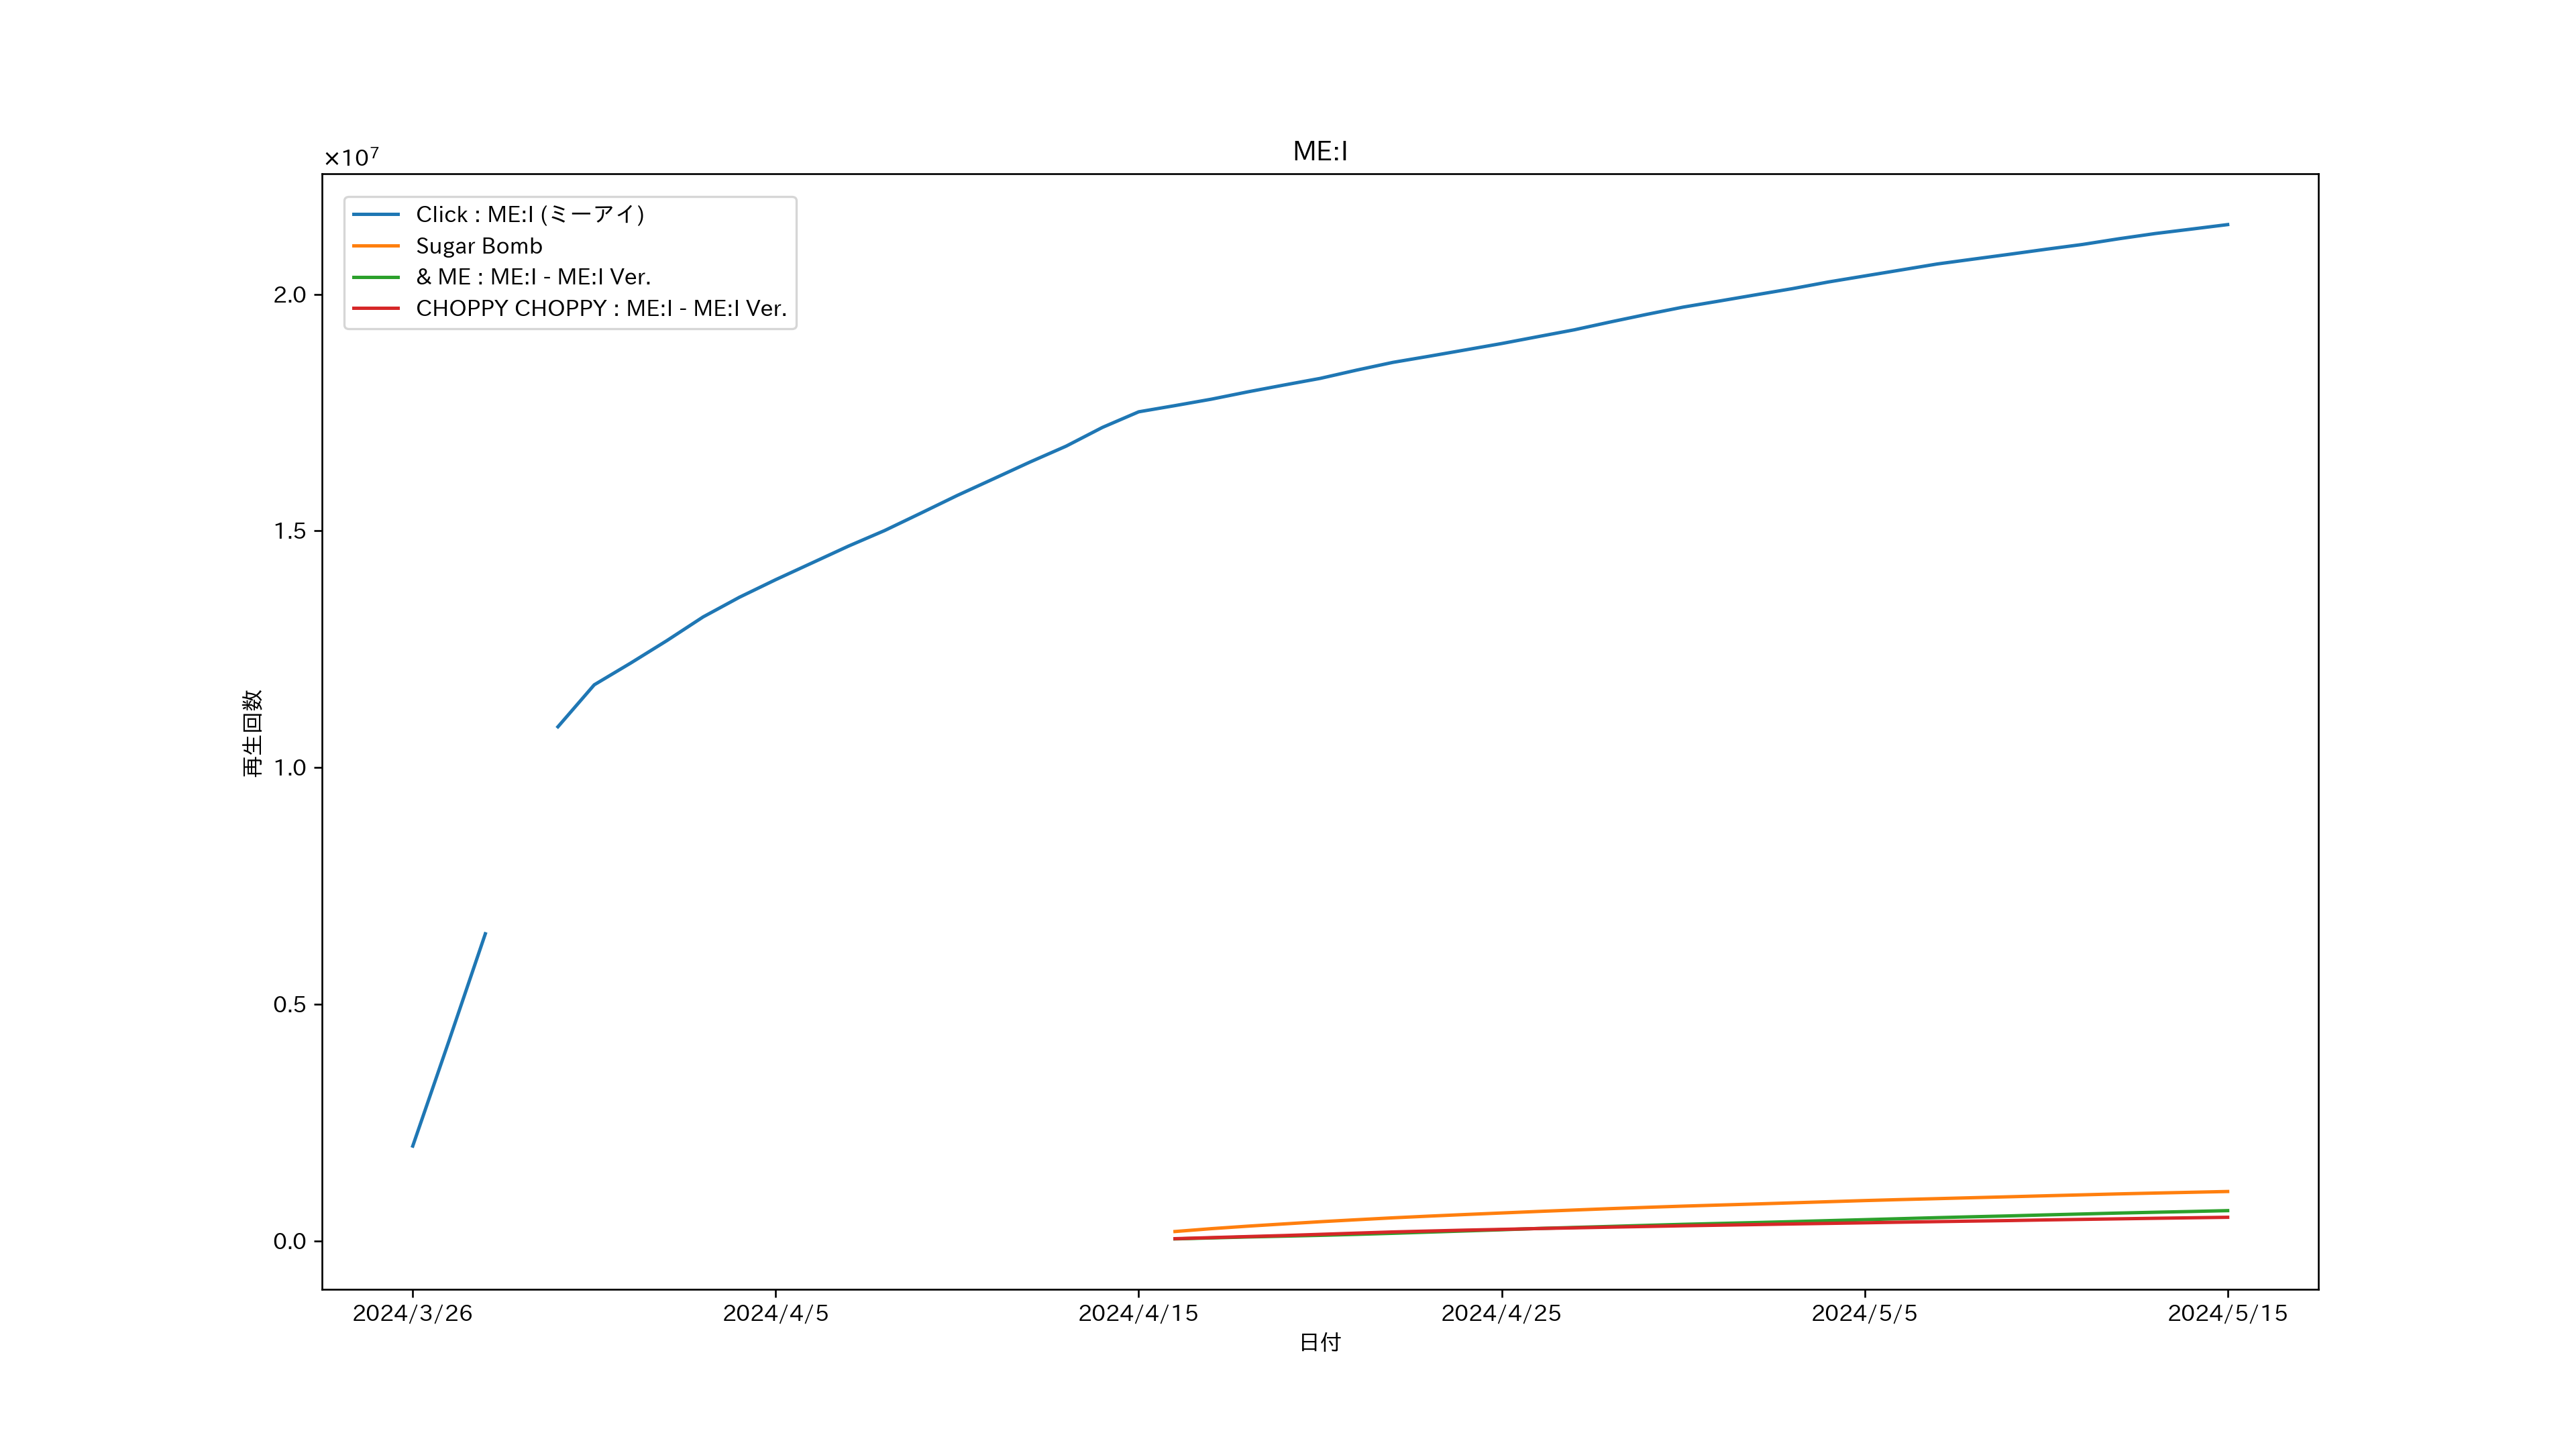 ME:I
×10⁷
Click : ME:I (ミーアイ)
Sugar Bomb
& ME : ME:I - ME:I Ver.
CHOPPY CHOPPY : ME:I - ME:I Ver.
2.0
1.5
1.0
0.5
0.0
再生回数
2024/3/26 2024/4/5 2024/4/15 2024/4/25 2024/5/5 2024/5/15
日付